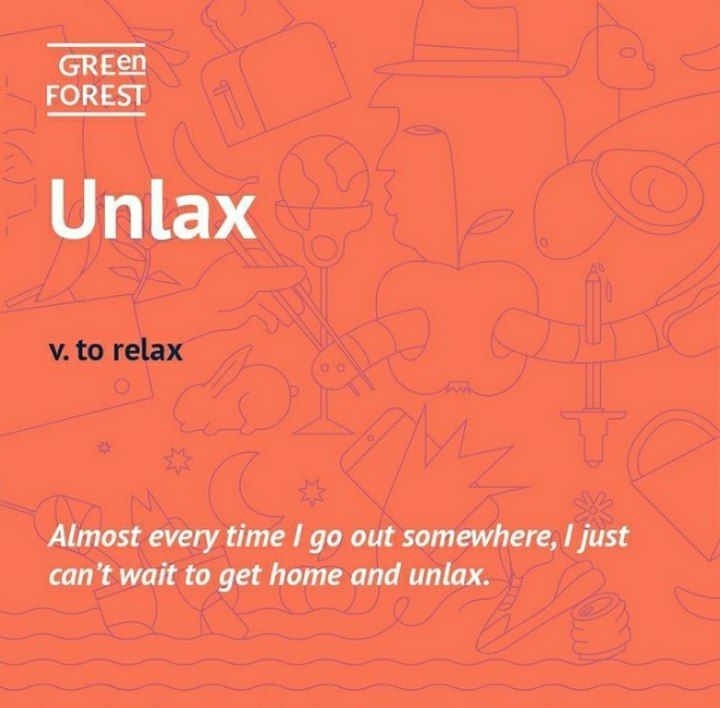 GREen
FOREST
Unlax
v. to relax
Almost every time I go out somewhere, I just
can't wait to get home and unlax.